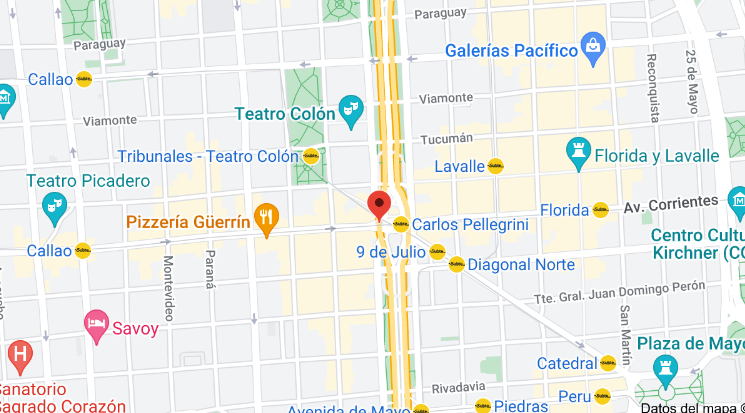 Paraguay
Paraguay
Galerías Pacífico
25 de Mayo
Reconquista
Callao
Viamonte
Viamonte
Teatro Colón
Tucumán
Tribunales - Teatro Colón
Lavalle
Florida y Lavalle
Teatro Picadero
Av. Corrientes
Pizzería Güerrín
Carlos Pellegrini
Florida
Centro Cultu
Kirchner (CC
Callao
9 de Julio
Diagonal Norte
Montevideo
Paraná
Tte. Gral. Juan Domingo Perón
San Martín
Savoy
Plaza de Mayo
Catedral
H
Sanatorio
Sagrado Corazón
Rivadavia
Peru
Avenida de Mayo
Piedras
Datos del mapa ©